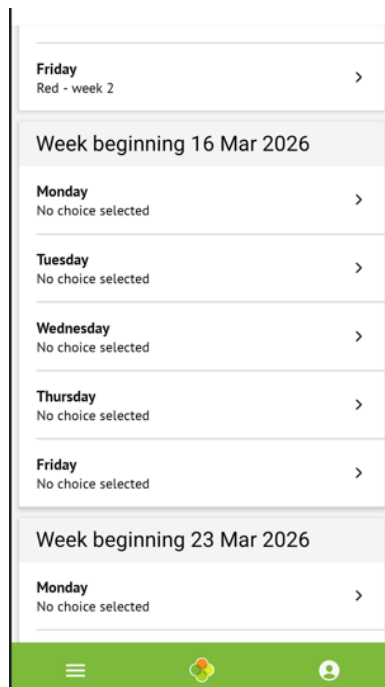 Friday
Red - week 2
Week beginning 16 Mar 2026
Monday
No choice selected
Tuesday
No choice selected
Wednesday
No choice selected
Thursday
No choice selected
Friday
No choice selected
Week beginning 23 Mar 2026
Monday
No choice selected